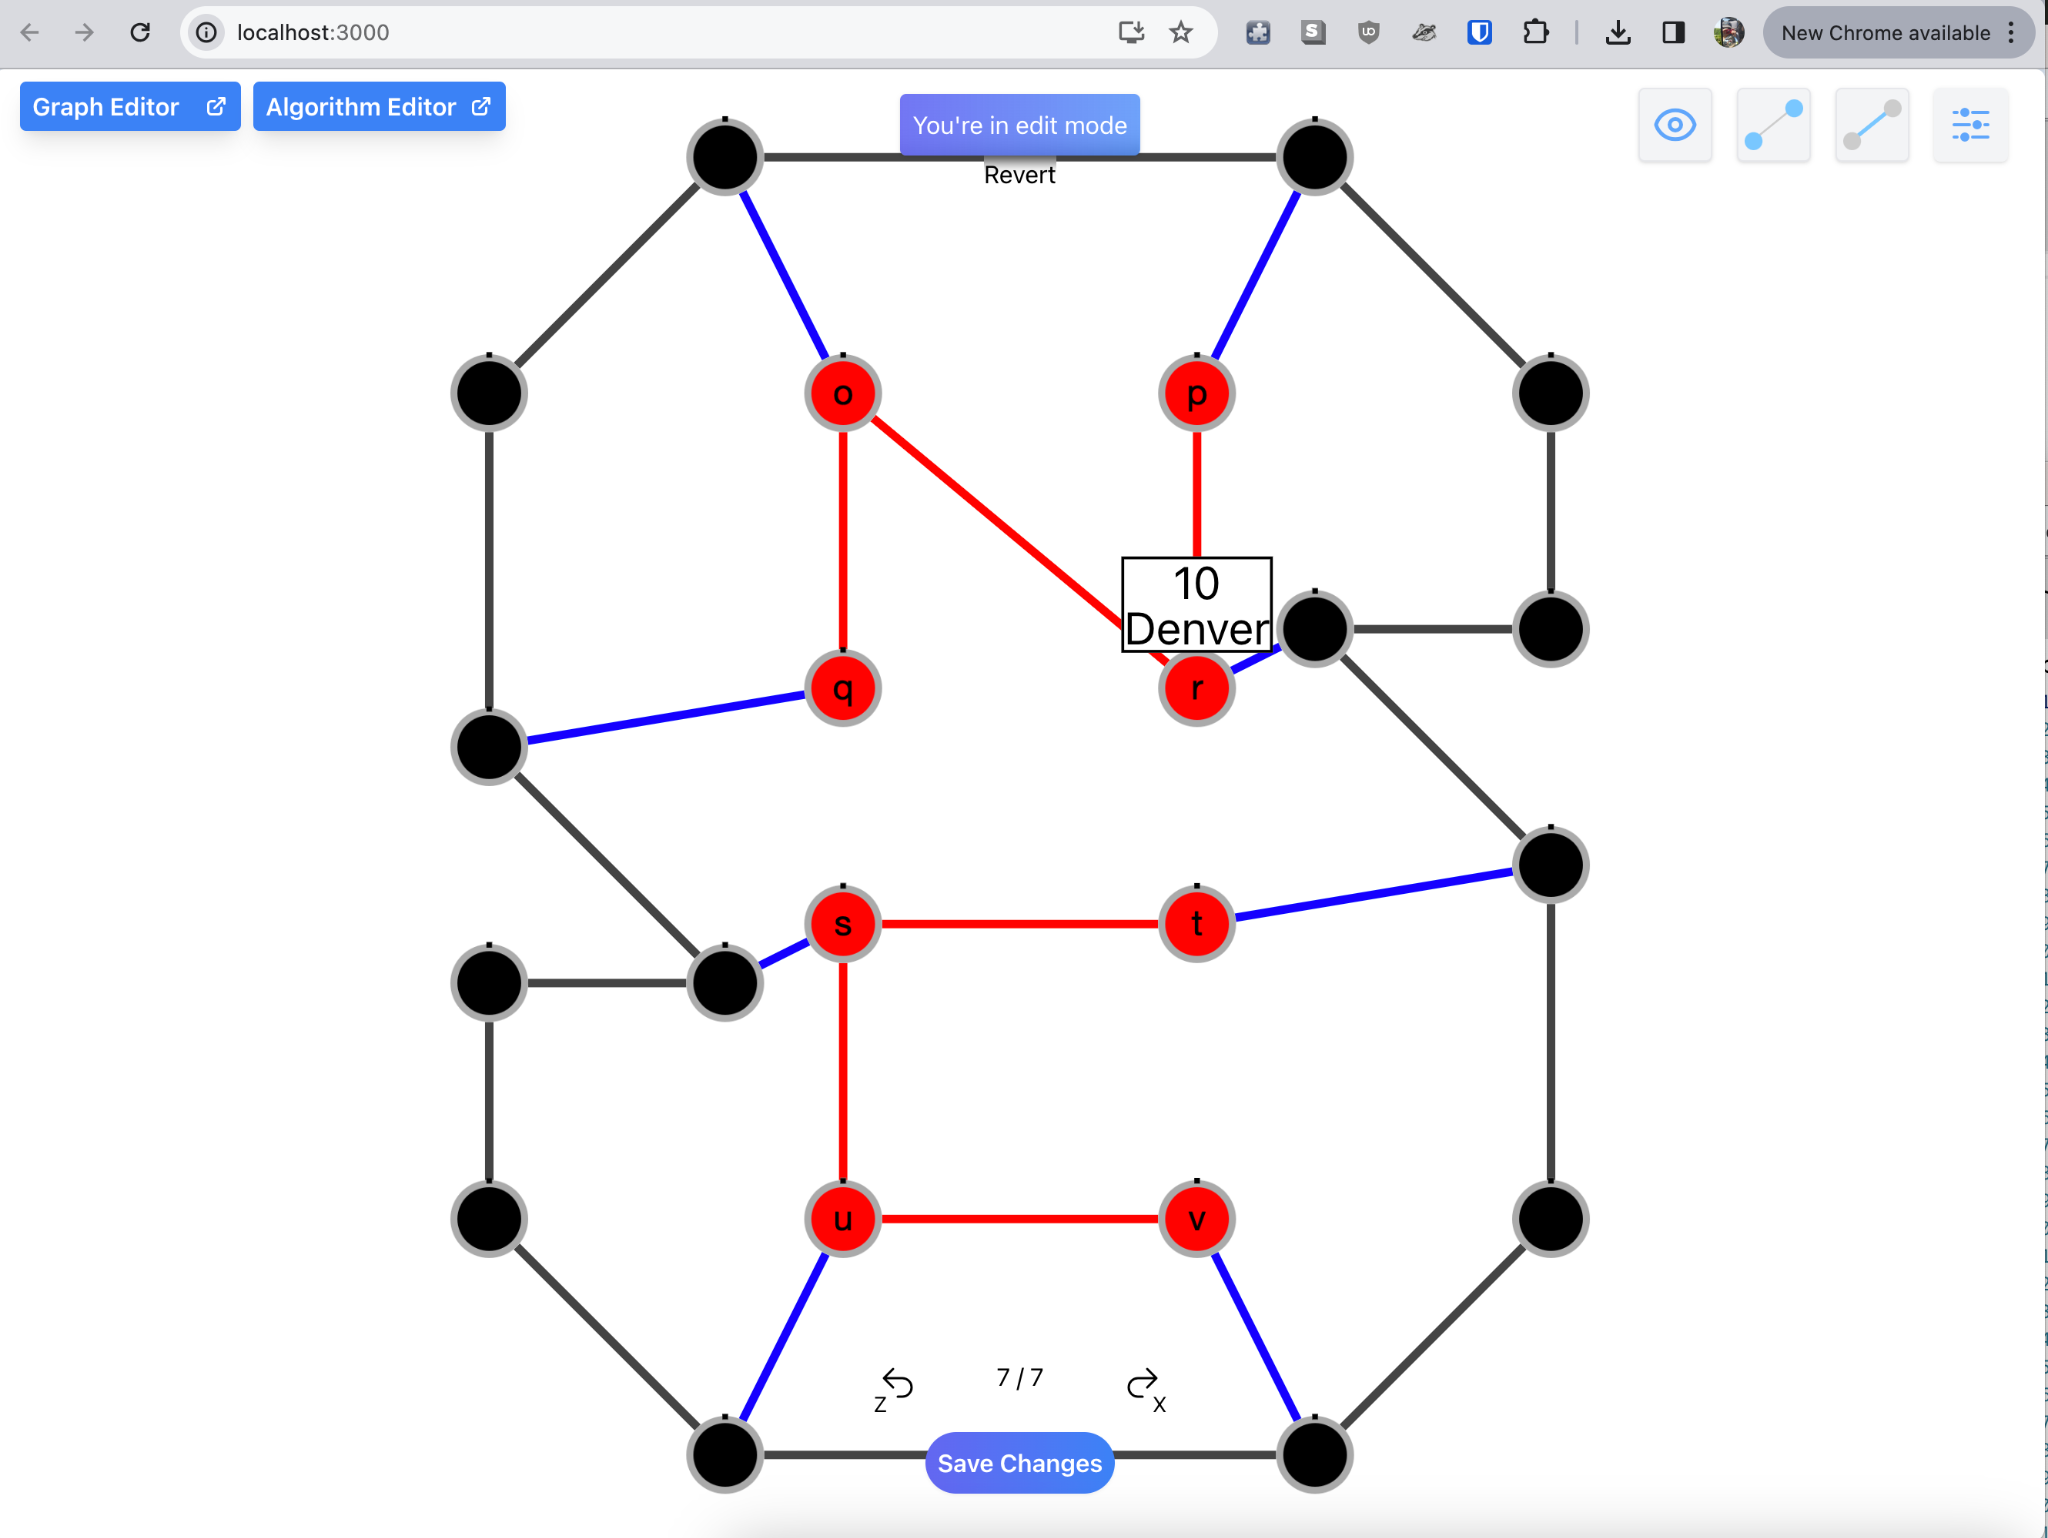 localhost:3000
New Chrome available
Graph Editor
Algorithm Editor
You're in edit mode
Revert
o
p
10
Denver
q
r
s
t
u
v
Z
7 / 7
X
Save Changes